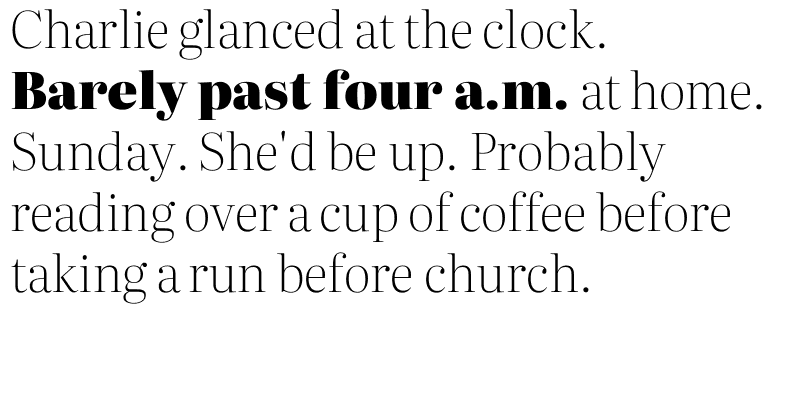 Charlie glanced at the clock.
Barely past four a.m. at home.
Sunday. She'd be up. Probably
reading over a cup of coffee before
taking a run before church.